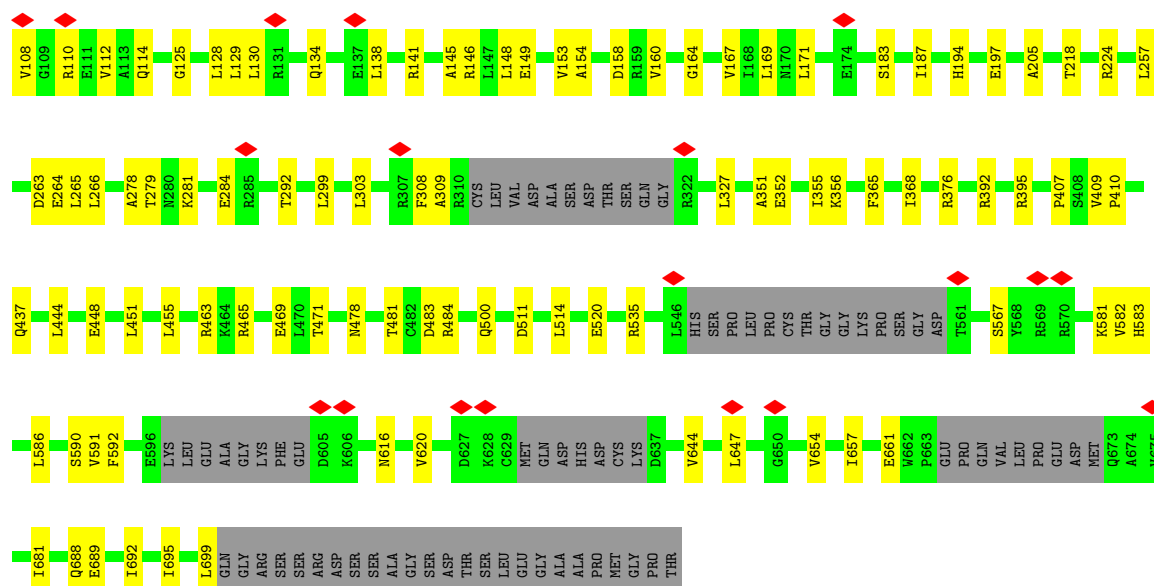 V108 G109 R110 E111 V112 A113 Q114 G125 L128 L129 L130 R131 Q134 E137 L138 R141 A145 R146 L147 L148 E149 V153 A154 D158 R159 V160 G164 V167 I168 L169 N170 L171 E174 S183 I187 H194 E197 A205 T218 R224 L257
D263 E264 L265 L266 A278 T279 N280 K281 E284 R285 T292 L299 L303 R307 F308 A309 R310 CYS LEU VAL ASP ALA SER ASP THR SER GLN GLY R322 L327 A351 E352 I355 K356 F365 I368 R376 R392 R395 P407 S408 V409 P410
Q437 L444 E448 L451 L455 R463 K464 R465 E469 L470 T471 N478 T481 C482 D483 R484 Q500 D511 L514 E520 R535 L546 HIS SER PRO LEU PRO CYS THR GLY GLY LYS PRO SER GLY ASP T561 S567 Y568 R569 R570 K581 V582 H583
L586 S590 V591 F592 E596 LYS LEU GLU ALA GLY LYS PHE GLU D605 K606 N616 V620 D627 K628 C629 MET GLN ASP HIS ASP CYS LYS D637 V644 L647 G650 V654 I657 E661 W662 P663 GLU PRO GLN VAL LEU PRO GLU ASP MET Q673 A674
I681 Q688 E689 I692 I695 L699 GLN GLY ARG SER SER ARG ASP SER SER ALA GLY SER ASP THR SER LEU GLU GLY ALA ALA PRO MET GLY PRO THR